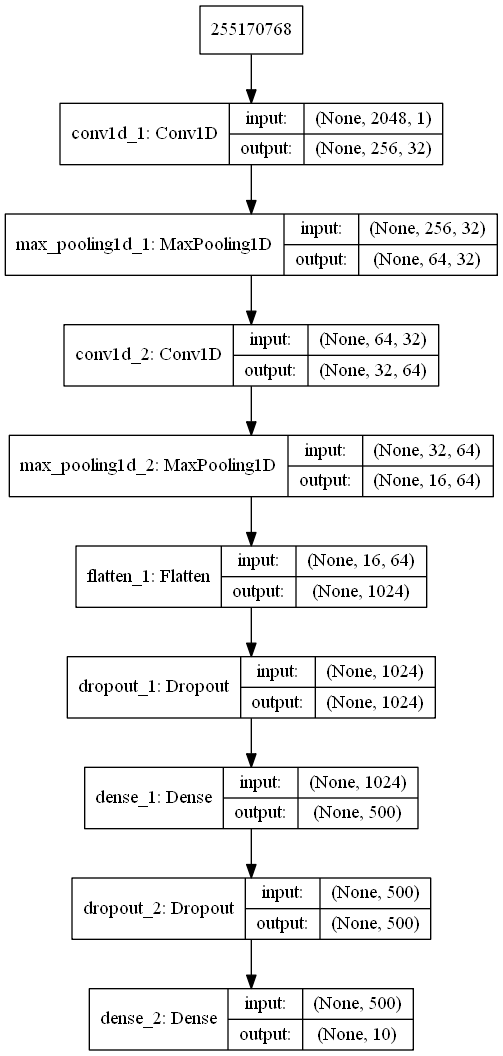 255170768
conv1d_1: Conv1D
input: (None, 2048, 1)
output: (None, 256, 32)
max_pooling1d_1: MaxPooling1D
input: (None, 256, 32)
output: (None, 64, 32)
conv1d_2: Conv1D
input: (None, 64, 32)
output: (None, 32, 64)
max_pooling1d_2: MaxPooling1D
input: (None, 32, 64)
output: (None, 16, 64)
flatten_1: Flatten
input: (None, 16, 64)
output: (None, 1024)
dropout_1: Dropout
input: (None, 1024)
output: (None, 1024)
dense_1: Dense
input: (None, 1024)
output: (None, 500)
dropout_2: Dropout
input: (None, 500)
output: (None, 500)
dense_2: Dense
input: (None, 500)
output: (None, 10)